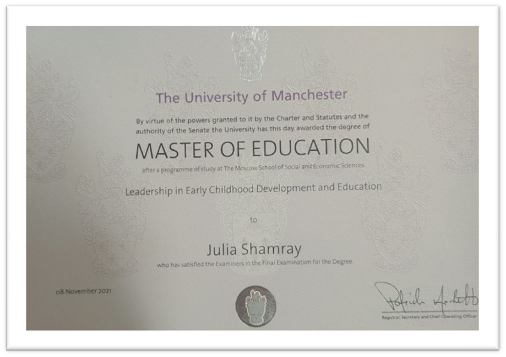 The University of Manchester
By virtue of the powers granted to it by the Charter and Statutes and the
authority of the Senate the University has this day awarded the degree of
MASTER OF EDUCATION
after a programme of study at The Moscow School of Social and Economic Sciences
Leadership in Early Childhood Development and Education
to
Julia Shamray
who has satisfied the Examiners in the Final Examination for the Degree
08 November 2021
Registrar, Secretary and Chief Operating Officer